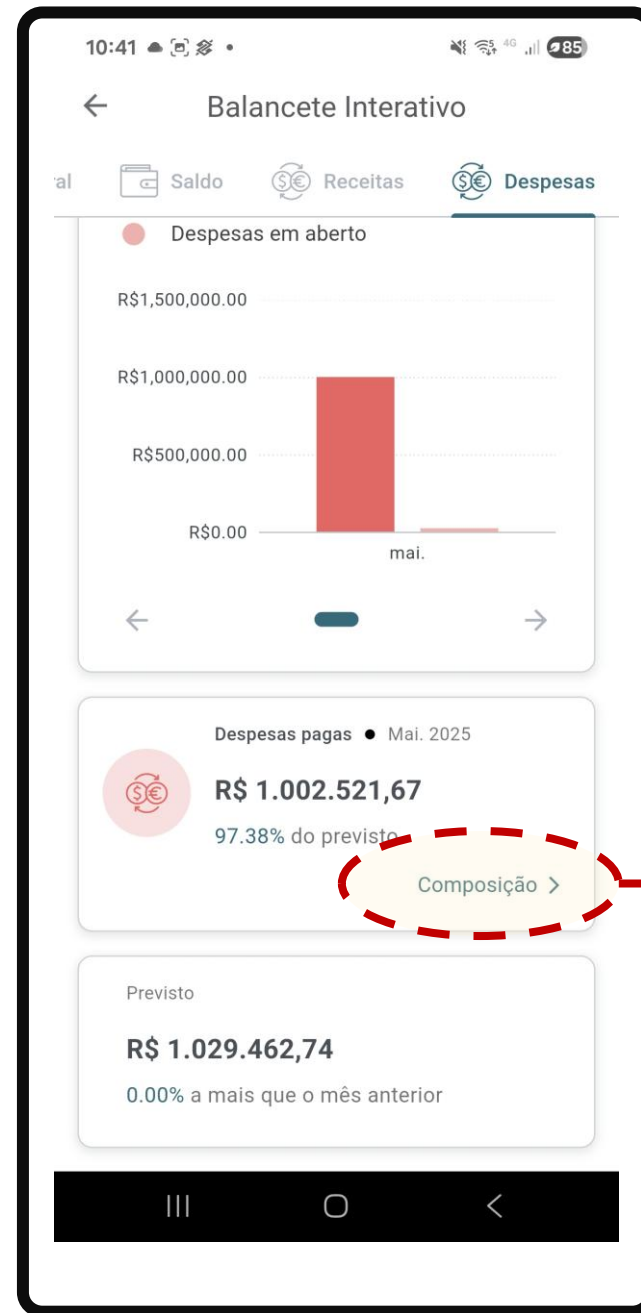 10:41
4G
85
Balancete Interativo
al Saldo Receitas Despesas
Despesas em aberto
R$1,500,000.00
R$1,000,000.00
R$500,000.00
R$0.00
mai.
Despesas pagas ● Mai. 2025
R$ 1.002.521,67
97.38% do previsto
Composição >
Previsto
R$ 1.029.462,74
0.00% a mais que o mês anterior